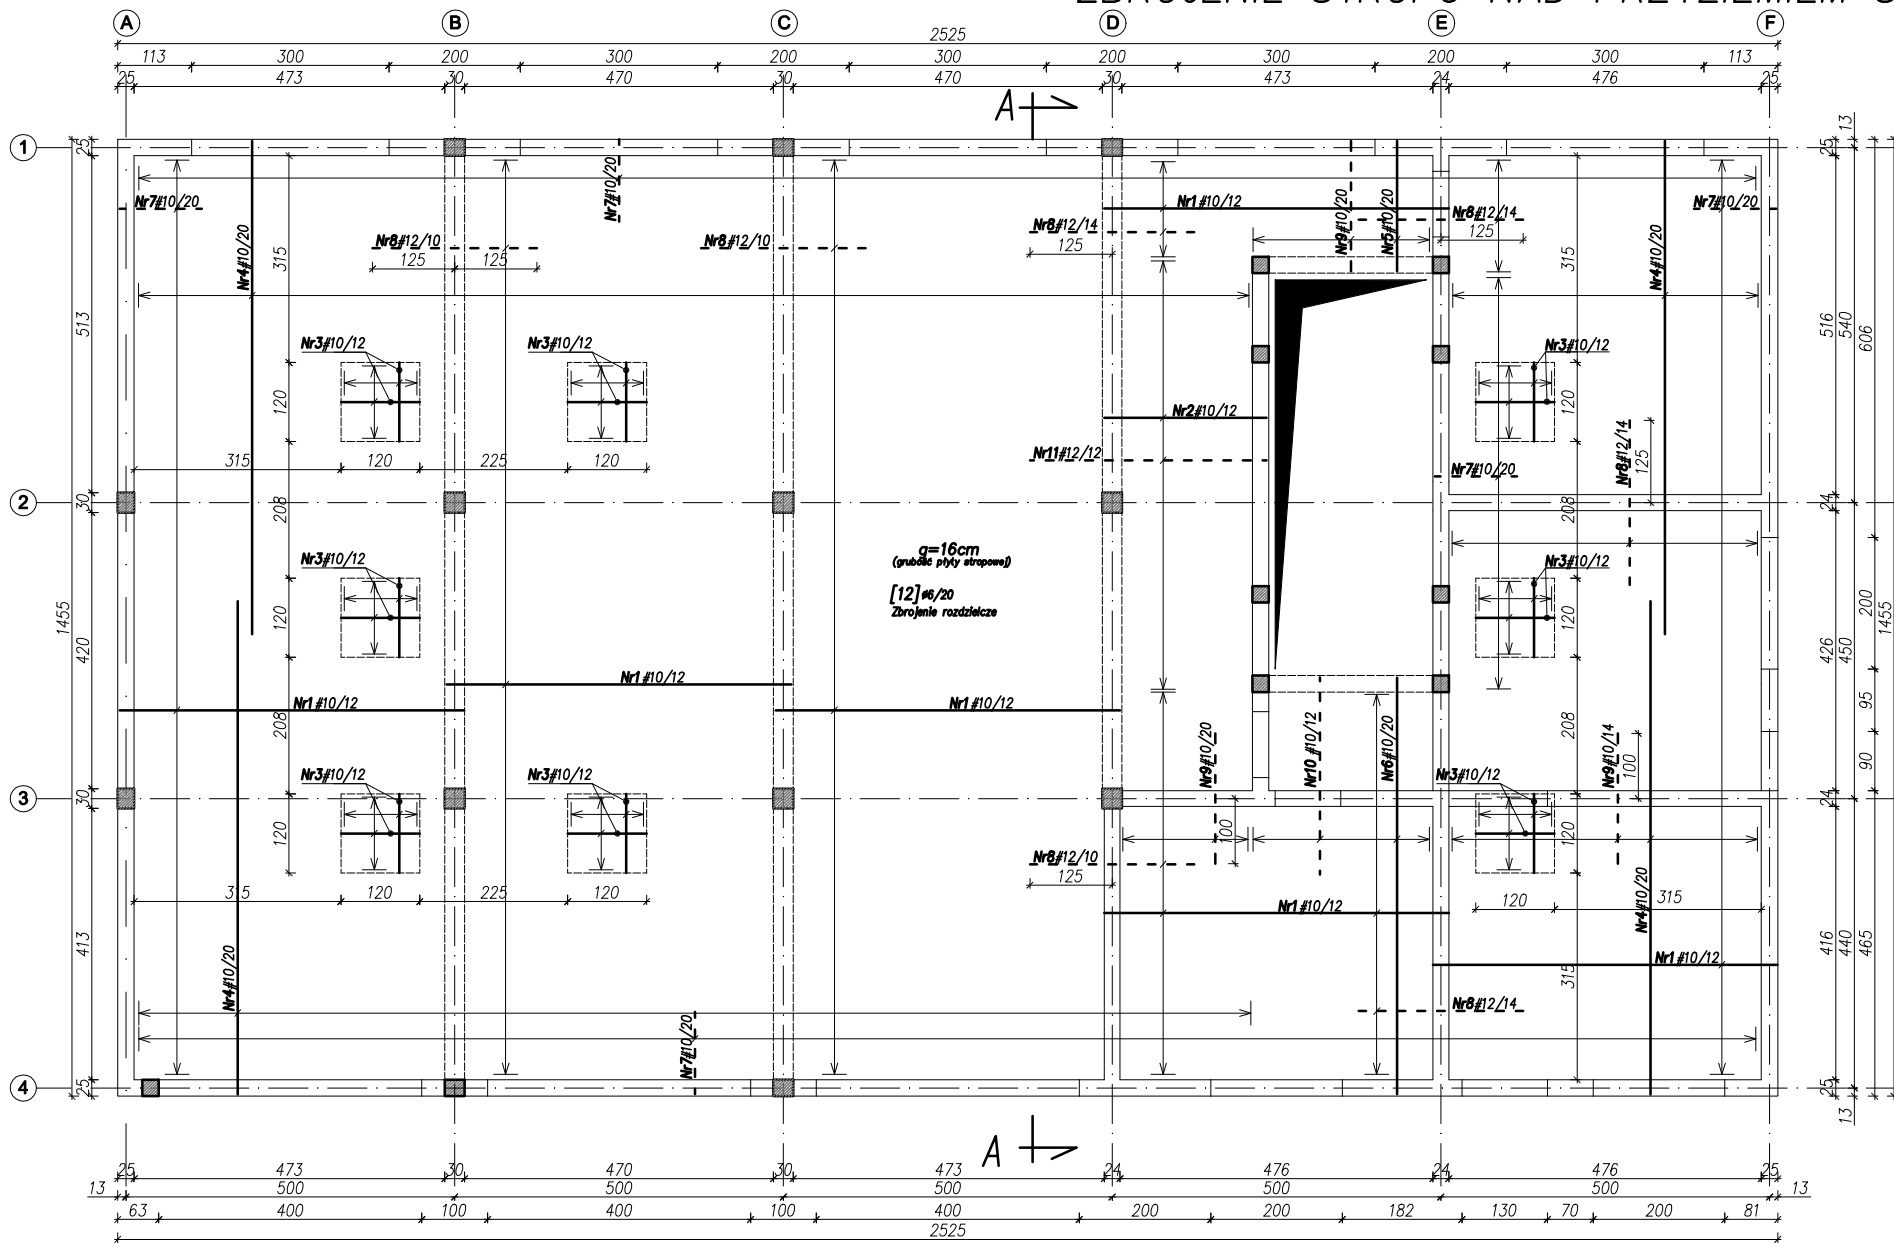 A B C D E F
2525
113 300 200 300 200 300 200 300 200 300 113
25 473 30 470 30 470 30 473 24 476 25
A
1
Nr7#10/20
Nr4#10/20
315
Nr8#12/10
125 125
Nr7#10/20
Nr8#12/10
Nr8#12/14
125
Nr1#10/12
Nr9#10/20
Nr5#10/20
Nr8#12/14
125
Nr7#10/20
Nr4#10/20
315
25
13
25
513
516
540
606
Nr3#10/12
Nr3#10/12
Nr3#10/12
120
120
Nr2#10/12
Nr11#12/12
Nr7#10/20
Nr8#12/14
125
315 120 225 120
2
30
208
208
24
g=16cm
(grubość płyty stropowej)
[12]ø6/20
Zbrojenie rozdzielcze
Nr3#10/12
Nr3#10/12
120
120
1455
420
426
450
200
1455
95
90
Nr1#10/12
Nr1#10/12
Nr1#10/12
208
208
Nr9#10/20
Nr10 #10/12
Nr6#10/20
Nr9#10/14
100
Nr3#10/12
Nr3#10/12
Nr3#10/12
3
30
24
120
120
100
Nr8#12/10
125
315 120 225 120
120 315
Nr4#10/20
Nr4#10/20
413
416
440
465
Nr1#10/12
Nr1#10/12
315
Nr8#12/14
Nr7#10/20
4
25
25
13
A
25 473 30 470 30 473 24 476 24 476 25
13 500 500 500 500 500 13
63 400 100 400 100 400 200 200 182 130 70 200 81
2525